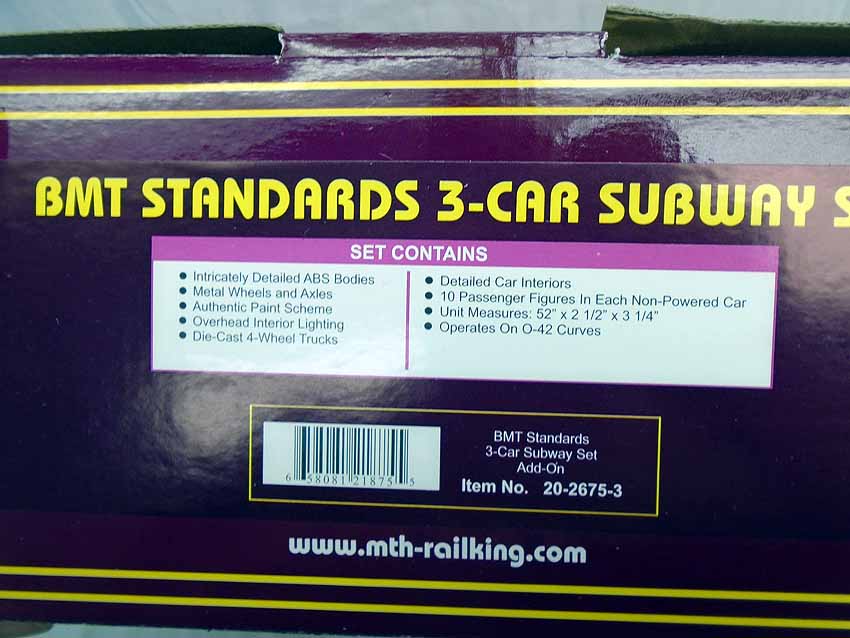 BMT STANDARDS 3-CAR SUBWAY S
SET CONTAINS
● Intricately Detailed ABS Bodies
● Metal Wheels and Axles
● Authentic Paint Scheme
● Overhead Interior Lighting
● Die-Cast 4-Wheel Trucks
● Detailed Car Interiors
● 10 Passenger Figures In Each Non-Powered Car
● Unit Measures: 52" x 2 1/2" x 3 1/4"
● Operates On O-42 Curves
6 58081 21875 5
BMT Standards
3-Car Subway Set
Add-On
Item No. 20-2675-3
www.mth-railking.com